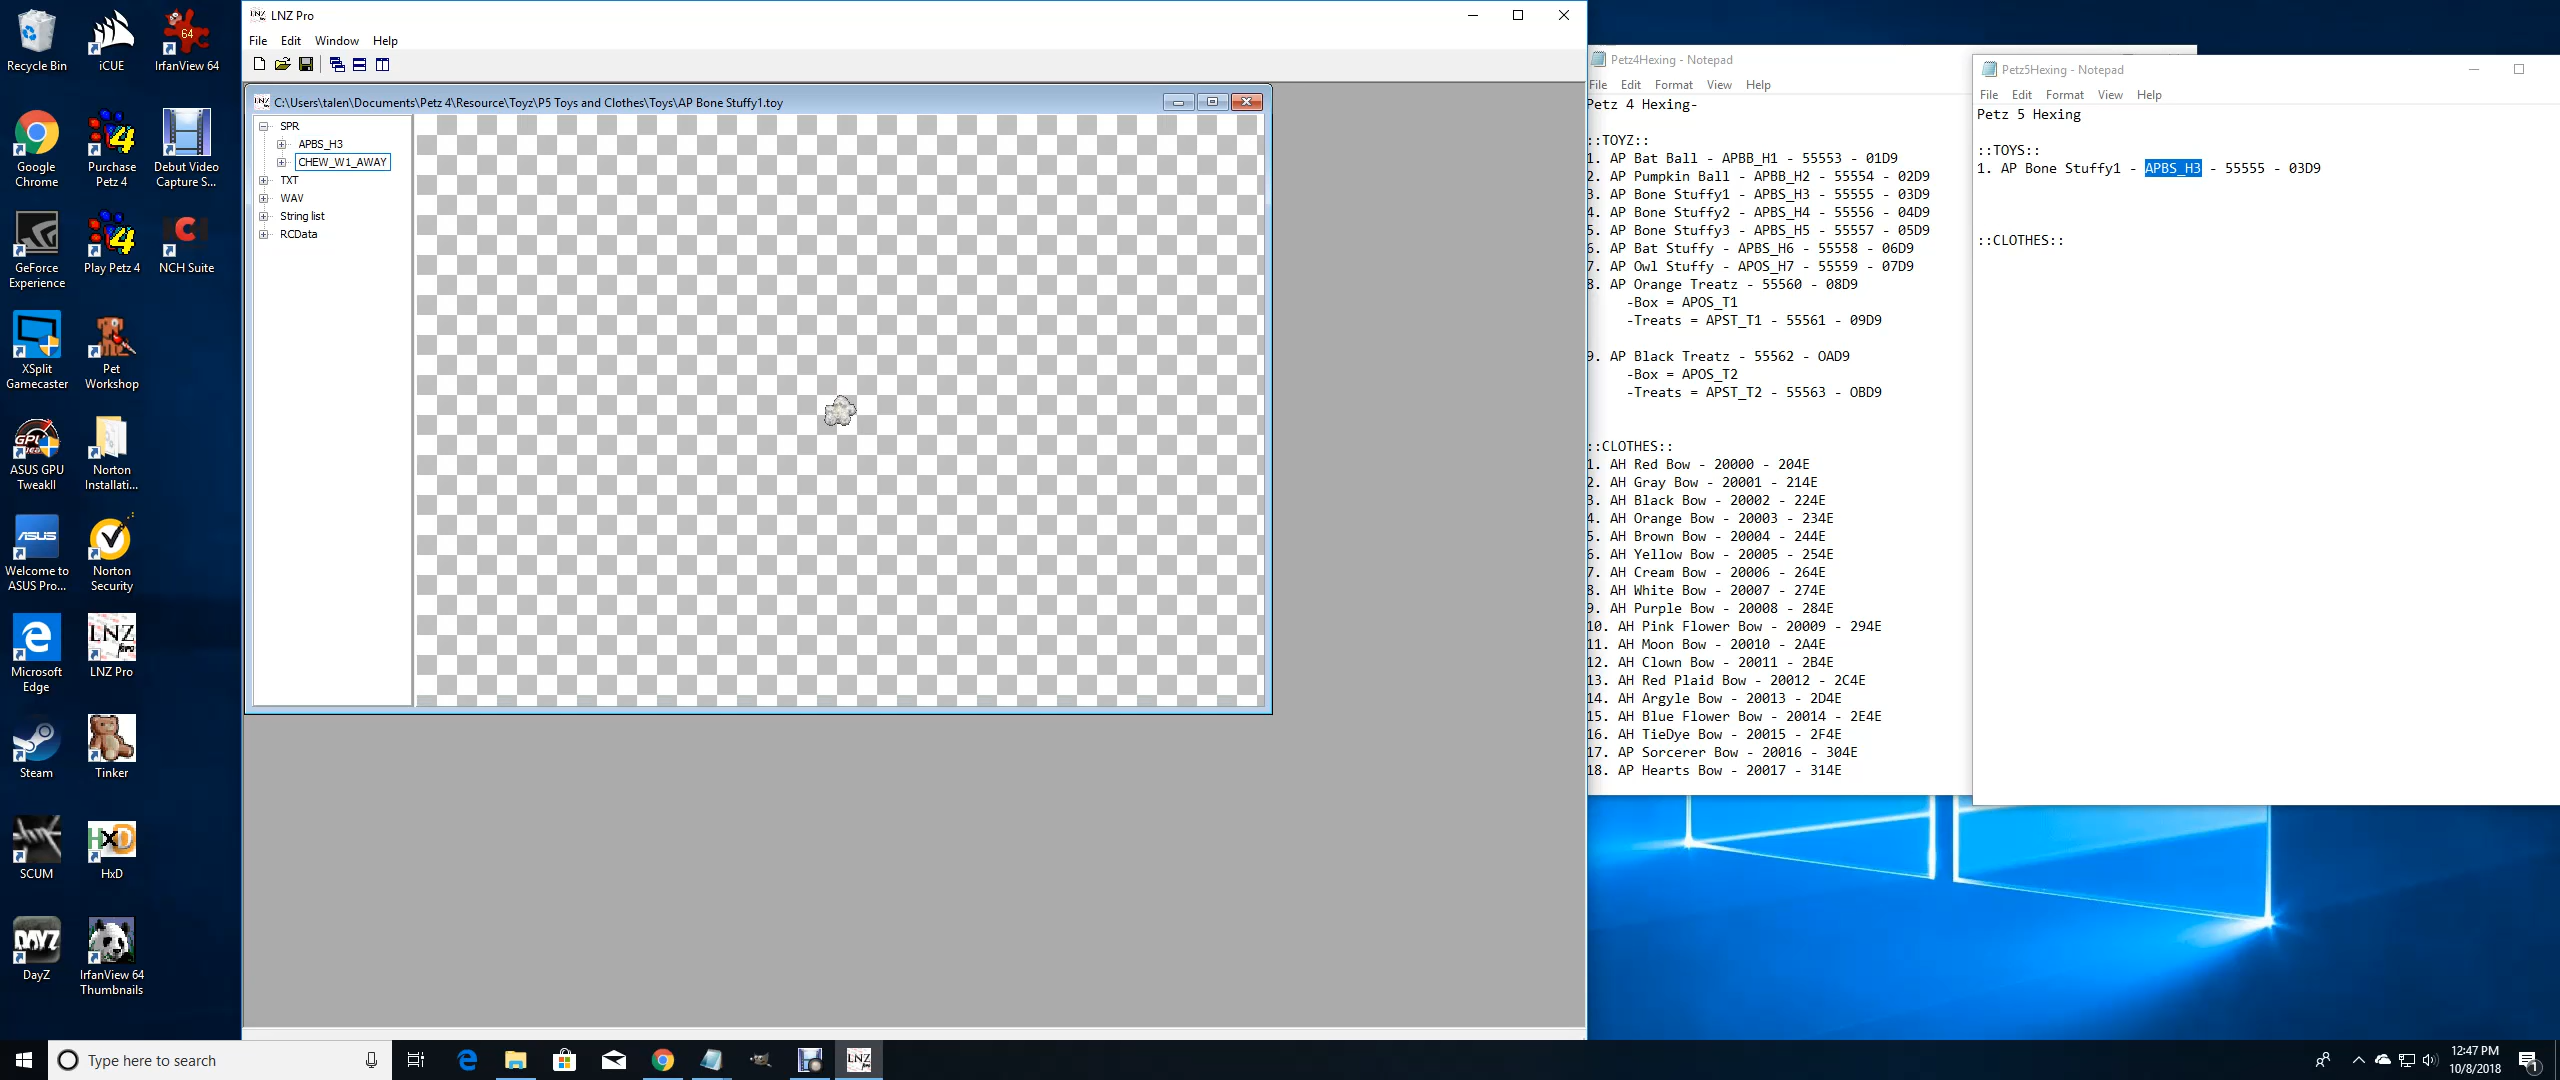 Recycle Bin
iCUE
IrfanView 64
Google Chrome
Purchase Petz 4
Debut Video Capture S...
GeForce Experience
Play Petz 4
NCH Suite
XSplit Gamecaster
Pet Workshop
ASUS GPU TweakII
Norton Installati...
Welcome to ASUS Pro...
Norton Security
Microsoft Edge
LNZ Pro
Steam
Tinker
SCUM
HxD
DayZ
IrfanView 64 Thumbnails
LNZ Pro
File Edit Window Help
C:\Users\talen\Documents\Petz 4\Resource\Toyz\P5 Toys and Clothes\Toys\AP Bone Stuffy1.toy
SPR
APBS_H3
CHEW_W1_AWAY
TXT
WAV
String list
RCData
Petz4Hexing - Notepad
File Edit Format View Help
Petz 4 Hexing-
::TOYZ::
1. AP Bat Ball - APBB_H1 - 55553 - 01D9
2. AP Pumpkin Ball - APBB_H2 - 55554 - 02D9
3. AP Bone Stuffy1 - APBS_H3 - 55555 - 03D9
4. AP Bone Stuffy2 - APBS_H4 - 55556 - 04D9
5. AP Bone Stuffy3 - APBS_H5 - 55557 - 05D9
6. AP Bat Stuffy - APBS_H6 - 55558 - 06D9
7. AP Owl Stuffy - APOS_H7 - 55559 - 07D9
8. AP Orange Treatz - 55560 - 08D9
-Box = APOS_T1
-Treats = APST_T1 - 55561 - 09D9
9. AP Black Treatz - 55562 - OAD9
-Box = APOS_T2
-Treats = APST_T2 - 55563 - OBD9
::CLOTHES::
1. AH Red Bow - 20000 - 204E
2. AH Gray Bow - 20001 - 214E
3. AH Black Bow - 20002 - 224E
4. AH Orange Bow - 20003 - 234E
5. AH Brown Bow - 20004 - 244E
6. AH Yellow Bow - 20005 - 254E
7. AH Cream Bow - 20006 - 264E
8. AH White Bow - 20007 - 274E
9. AH Purple Bow - 20008 - 284E
10. AH Pink Flower Bow - 20009 - 294E
11. AH Moon Bow - 20010 - 2A4E
12. AH Clown Bow - 20011 - 2B4E
13. AH Red Plaid Bow - 20012 - 2C4E
14. AH Argyle Bow - 20013 - 2D4E
15. AH Blue Flower Bow - 20014 - 2E4E
16. AH TieDye Bow - 20015 - 2F4E
17. AP Sorcerer Bow - 20016 - 304E
18. AP Hearts Bow - 20017 - 314E
Petz5Hexing - Notepad
File Edit Format View Help
Petz 5 Hexing
::TOYS::
1. AP Bone Stuffy1 - APBS_H3 - 55555 - 03D9
::CLOTHES::
Type here to search
12:47 PM
10/8/2018